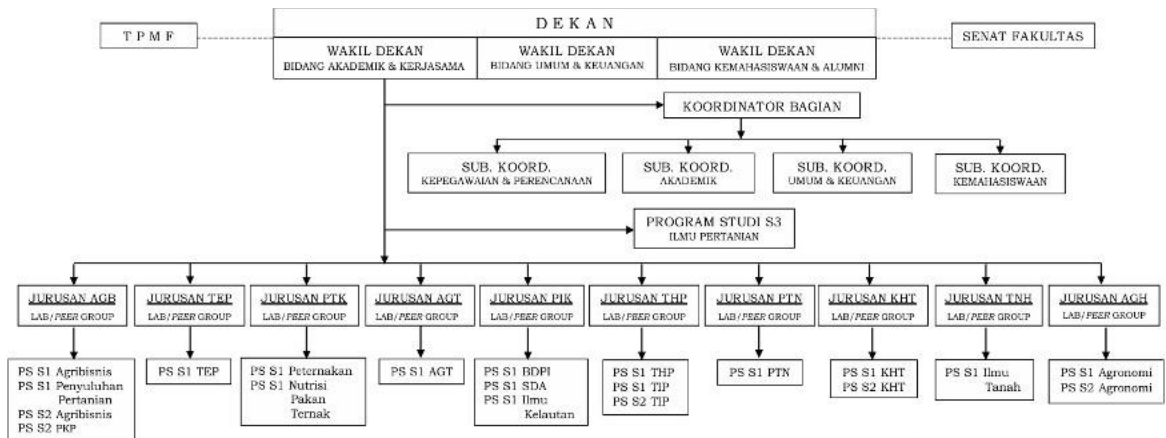 D E K A N
T P M F
SENAT FAKULTAS
WAKIL DEKAN
BIDANG AKADEMIK & KERJASAMA
WAKIL DEKAN
BIDANG UMUM & KEUANGAN
WAKIL DEKAN
BIDANG KEMAHASISWAAN & ALUMNI
KOORDINATOR BAGIAN
SUB. KOORD.
KEPEGAWAIAN & PERENCANAAN
SUB. KOORD.
AKADEMIK
SUB. KOORD.
UMUM & KEUANGAN
SUB. KOORD.
KEMAHASISWAAN
PROGRAM STUDI S3
ILMU PERTANIAN
JURUSAN AGB
LAB/PEER GROUP
JURUSAN TEP
LAB/PEER GROUP
JURUSAN PTK
LAB/PEER GROUP
JURUSAN AGT
LAB/PEER GROUP
JURUSAN PIK
LAB/PEER GROUP
JURUSAN THP
LAB/PEER GROUP
JURUSAN PTN
LAB/PEER GROUP
JURUSAN KHT
LAB/PEER GROUP
JURUSAN TNH
LAB/PEER GROUP
JURUSAN AGH
LAB/PEER GROUP
PS S1 Agribisnis
PS S1 Penyuluhan
Pertanian
PS S2 Agribisnis
PS S2 PKP
PS S1 TEP
PS S1 Peternakan
PS S1 Nutrisi
Pakan
Ternak
PS S1 AGT
PS S1 BDPI
PS S1 SDA
PS S1 Ilmu
Kelautan
PS S1 THP
PS S1 TIP
PS S2 TIP
PS S1 PTN
PS S1 KHT
PS S2 KHT
PS S1 Ilmu
Tanah
PS S1 Agronomi
PS S2 Agronomi